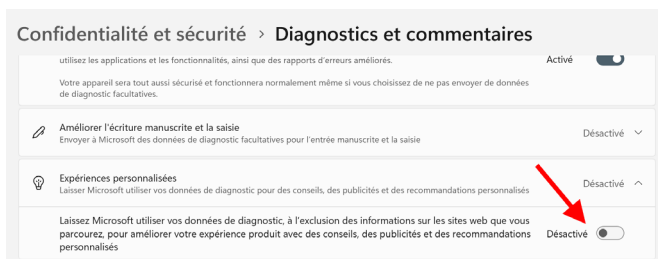 Confidentialité et sécurité > Diagnostics et commentaires
utilisez les applications et les fonctionnalités, ainsi que des rapports d'erreurs améliorés.
Activé
Votre appareil sera tout aussi sécurisé et fonctionnera normalement même si vous choisissez de ne pas envoyer de données
de diagnostic facultatives.
Améliorer l'écriture manuscrite et la saisie
Désactivé
Envoyer à Microsoft des données de diagnostic facultatives pour l'entrée manuscrite et la saisie
Expériences personnalisées
Désactivé
Laisser Microsoft utiliser vos données de diagnostic pour des conseils, des publicités et des recommandations personnalisés
Laissez Microsoft utiliser vos données de diagnostic, à l'exclusion des informations sur les sites web que vous
parcourez, pour améliorer votre expérience produit avec des conseils, des publicités et des recommandations
personnalisés
Désactivé